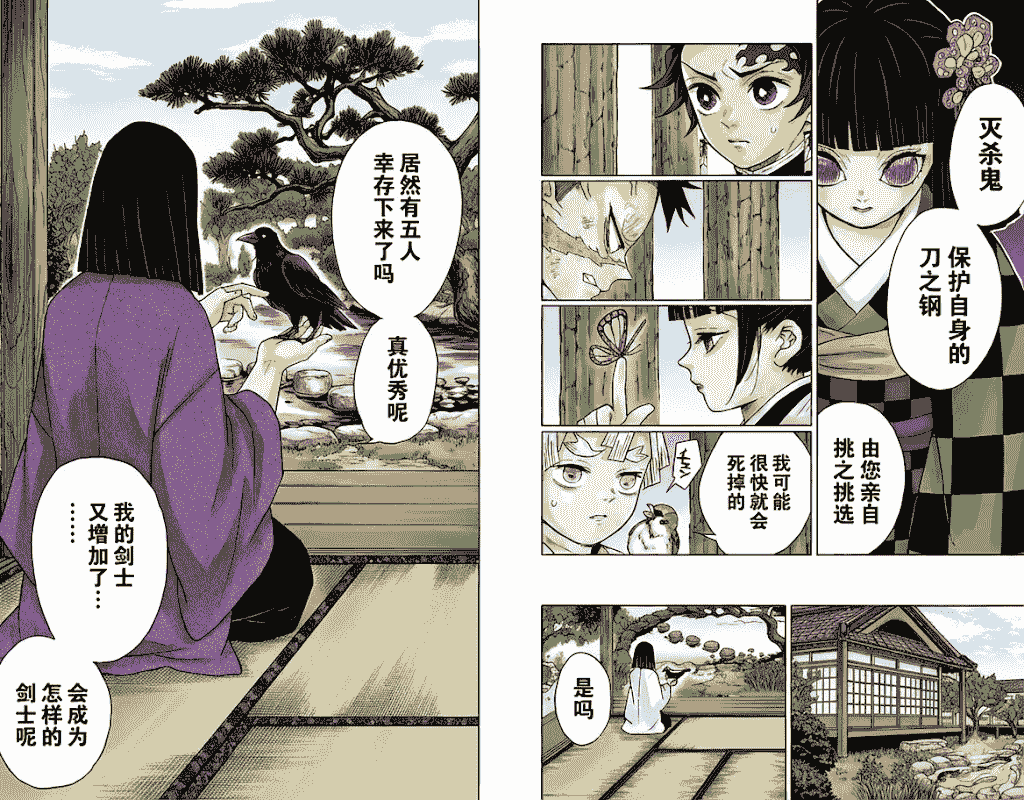 灭杀鬼
保护自身的
刀之钢
由您亲自
挑之挑选
我可能
很快就会
死掉的
チュン
是
吗
居然有五人
幸存下来了吗
真优秀呢
我的剑士
又增加了…
……
会成为
怎样的
剑士呢